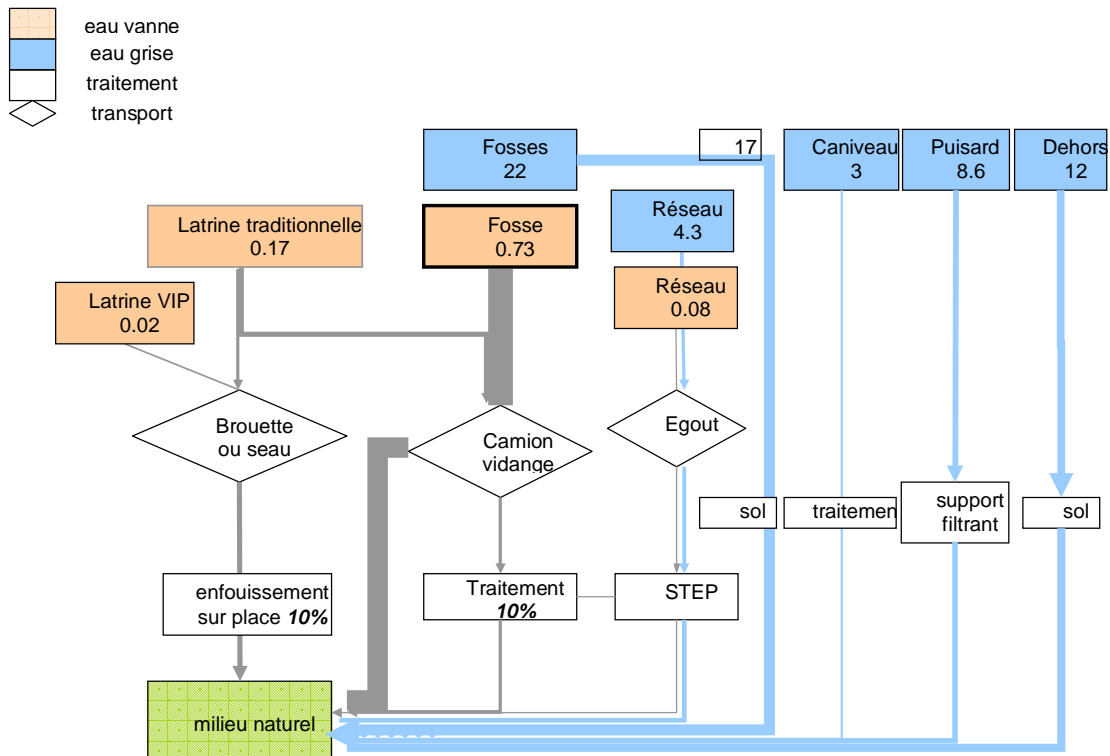 eau vanne
eau grise
traitement
transport
Fosses
22
17
Caniveau
3
Puisard
8.6
Dehors
12
Latrine traditionnelle
0.17
Fosse
0.73
Réseau
4.3
Latrine VIP
0.02
Réseau
0.08
Brouette
ou seau
Camion
vidange
Egout
sol
traitemen
support
filtrant
sol
enfouissement
sur place 10%
Traitement
10%
STEP
milieu naturel